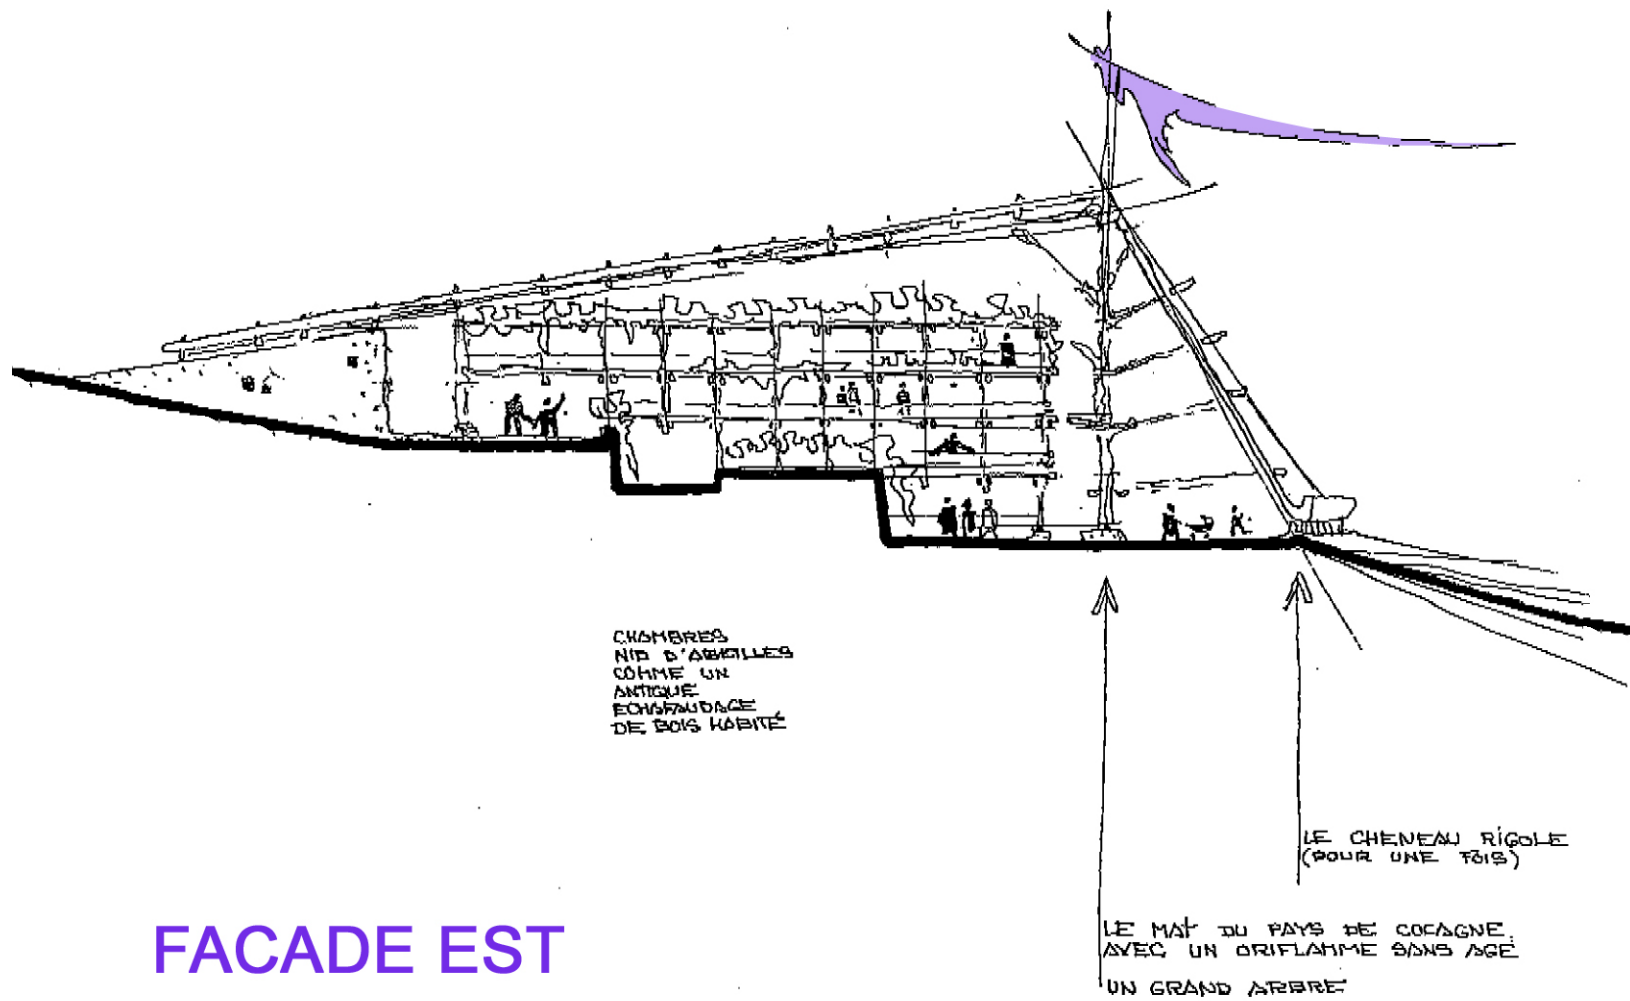 CHAMBRES
NID D'ABEILLES
COMME UN
ANTIQUE
ECHAFAUDAGE
DE BOIS HABITÉ
LE CHENEAU RIGOLE
(POUR UNE FOIS)
LE MAT DU PAYS DE COCAGNE
AVEC UN ORIFLAMME SANS AGE
UN GRAND ARBRE
FACADE EST